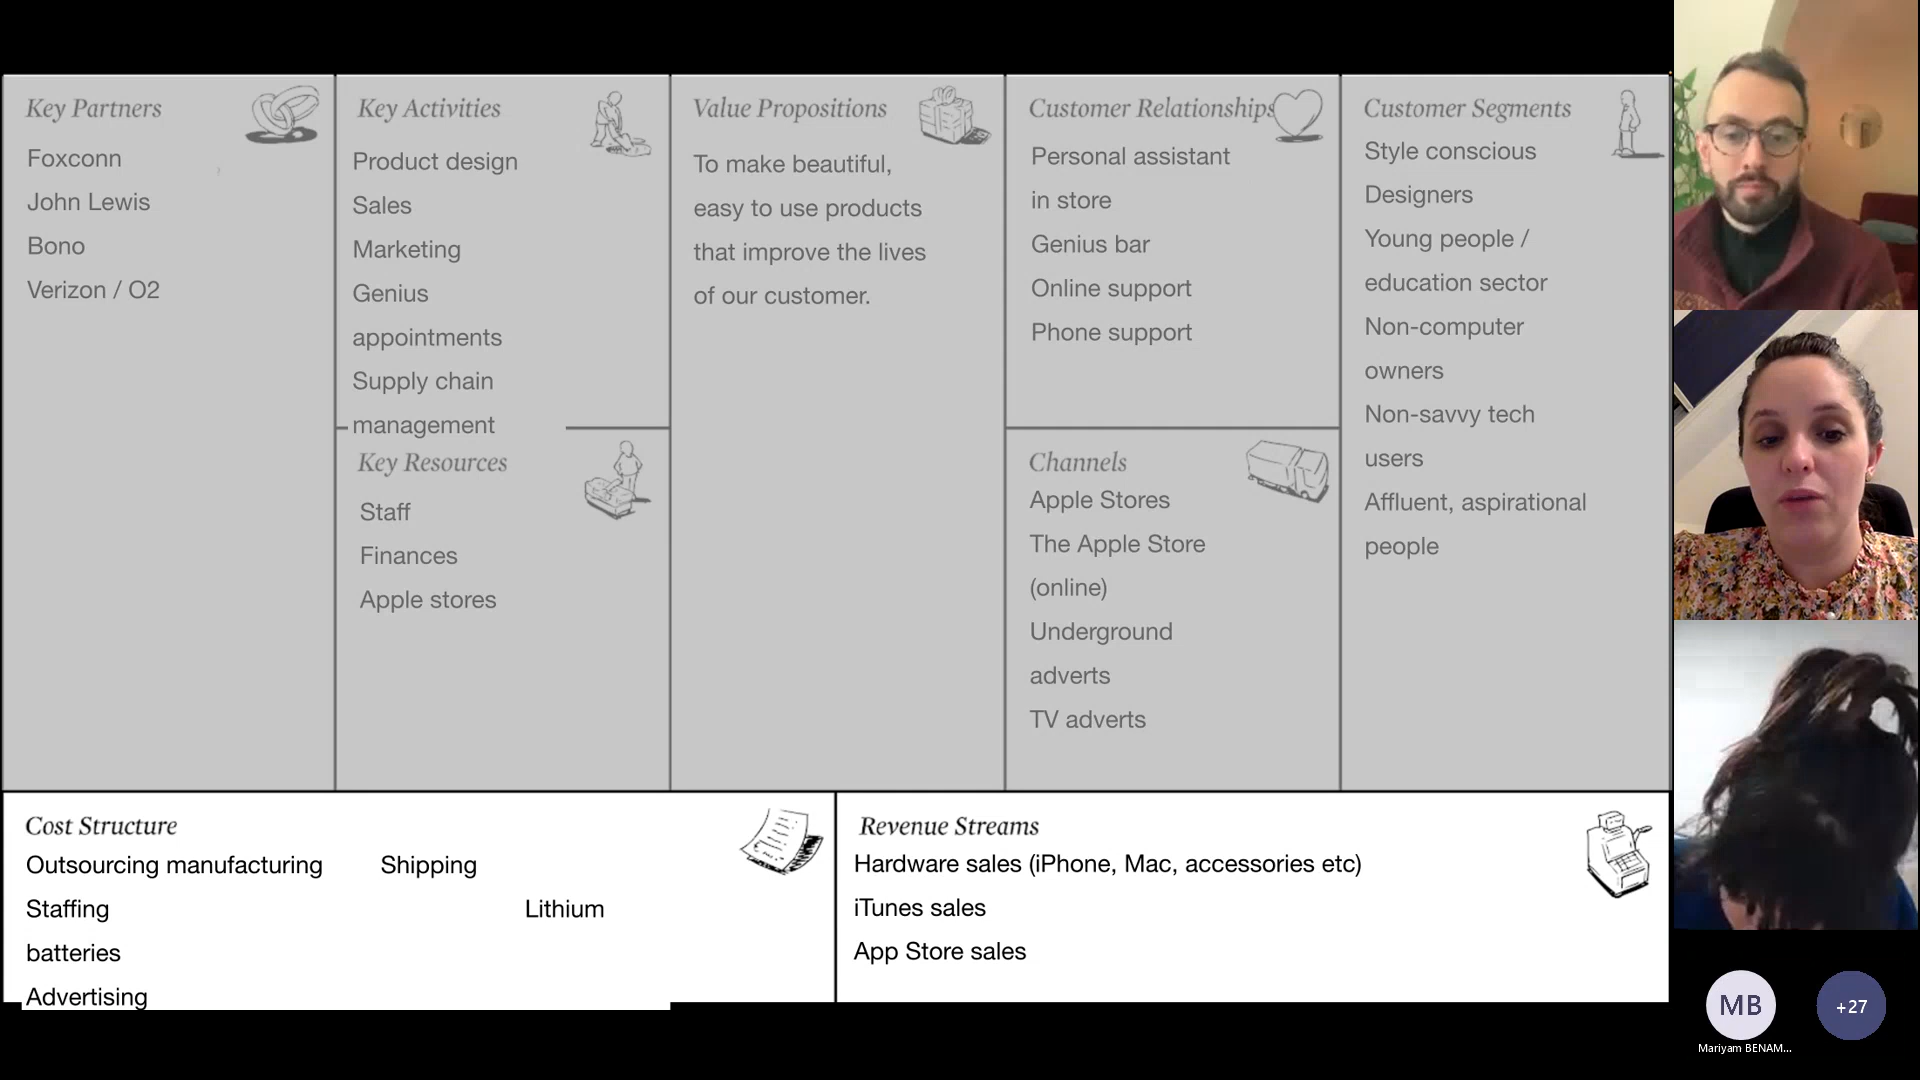 Key Partners
Foxconn
John Lewis
Bono
Verizon / O2
Key Activities
Product design
Sales
Marketing
Genius
appointments
Supply chain
management
Key Resources
Staff
Finances
Apple stores
Value Propositions
To make beautiful,
easy to use products
that improve the lives
of our customer.
Customer Relationships
Personal assistant
in store
Genius bar
Online support
Phone support
Channels
Apple Stores
The Apple Store
(online)
Underground
adverts
TV adverts
Customer Segments
Style conscious
Designers
Young people /
education sector
Non-computer
owners
Non-savvy tech
users
Affluent, aspirational
people
Cost Structure
Outsourcing manufacturing Shipping
Staffing Lithium
batteries
Advertising
Revenue Streams
Hardware sales (iPhone, Mac, accessories etc)
iTunes sales
App Store sales
MB
Mariyam BENAM...
+27